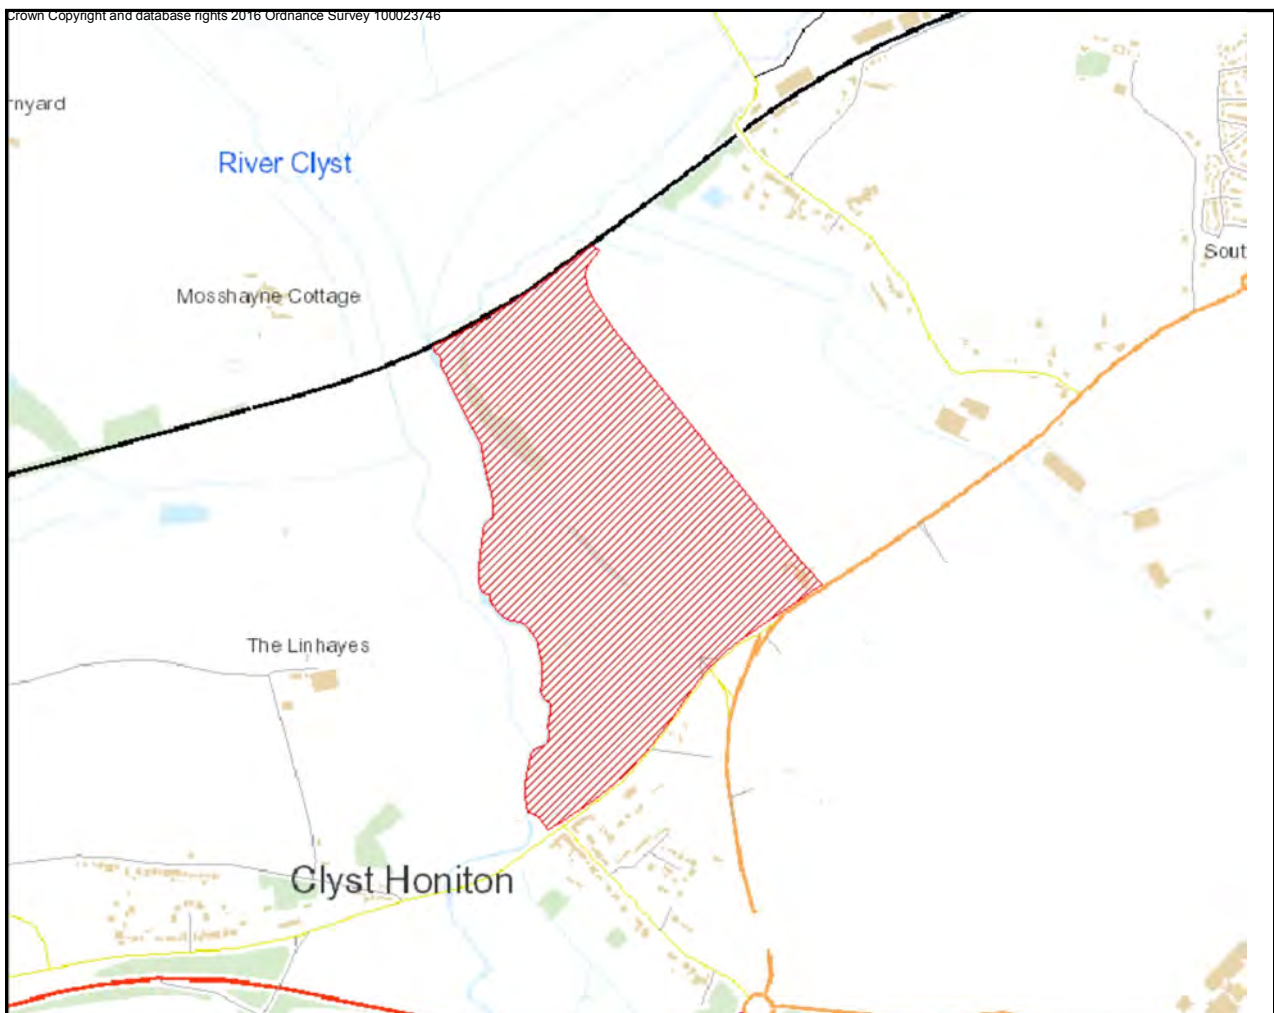 Crown Copyright and database rights 2016 Ordnance Survey 100023746
rnyard
River Clyst
Sout
Mosshayne Cottage
The Linhayes
Clyst Honiton